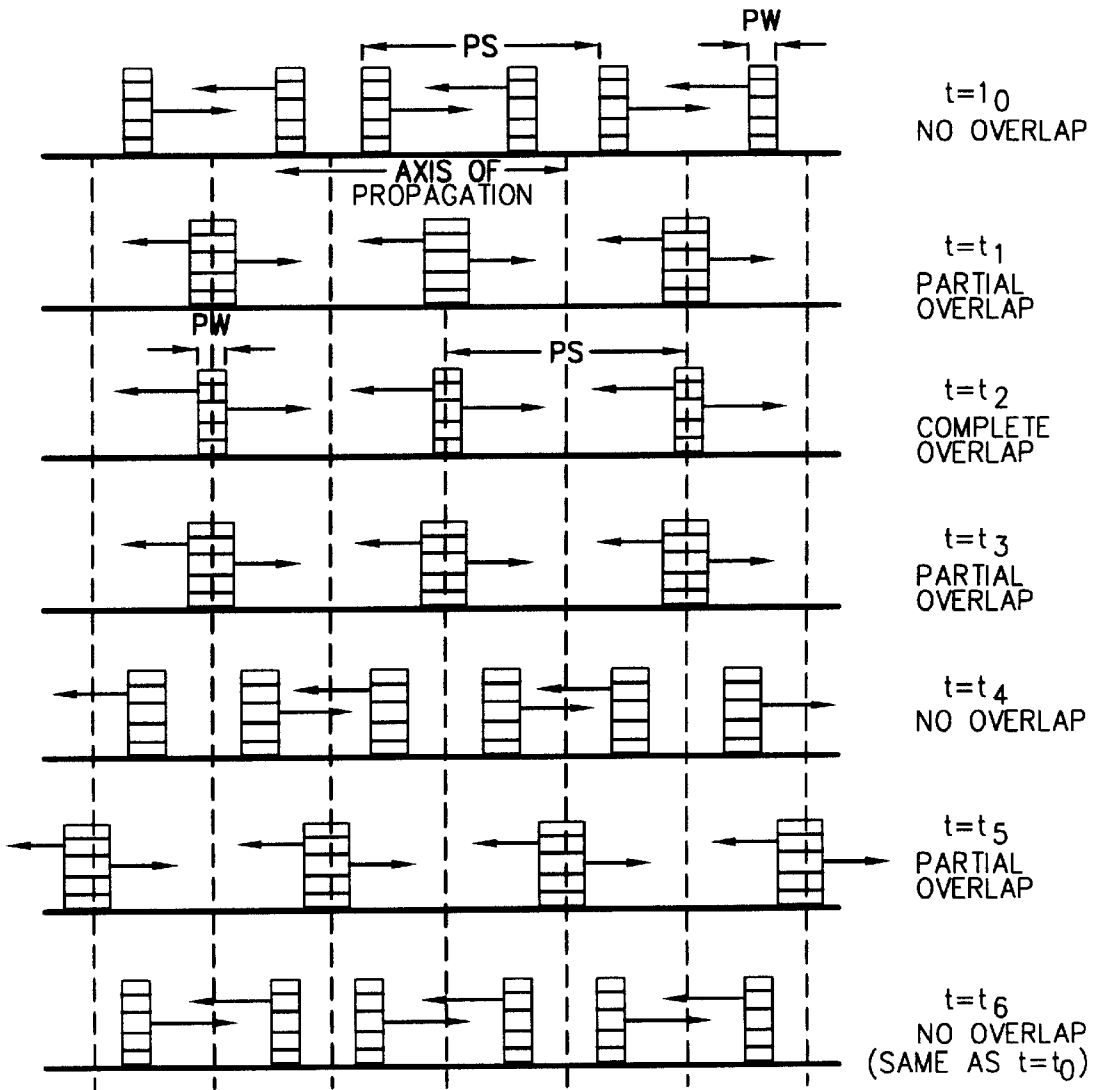 PW
PS
t=1₀
NO OVERLAP
AXIS OF
PROPAGATION
t=t₁
PARTIAL
OVERLAP
PW
PS
t=t₂
COMPLETE
OVERLAP
t=t₃
PARTIAL
OVERLAP
t=t₄
NO OVERLAP
t=t₅
PARTIAL
OVERLAP
t=t₆
NO OVERLAP
(SAME AS t=t₀)